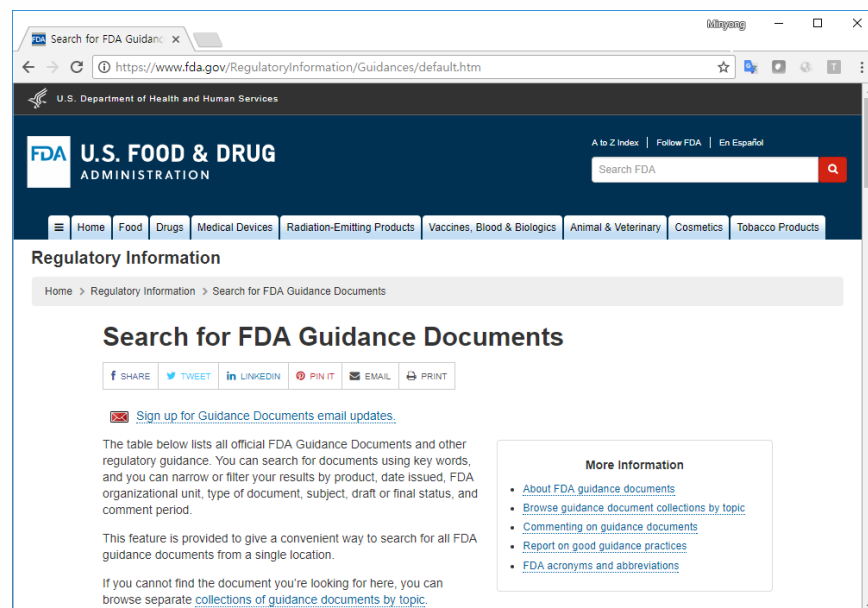 Minyong
Search for FDA Guidanc
https://www.fda.gov/RegulatoryInformation/Guidances/default.htm
U.S. Department of Health and Human Services
FDA U.S. FOOD & DRUG
ADMINISTRATION
A to Z Index | Follow FDA | En Español
Search FDA
Home Food Drugs Medical Devices Radiation-Emitting Products Vaccines, Blood & Biologics Animal & Veterinary Cosmetics Tobacco Products
Regulatory Information
Home > Regulatory Information > Search for FDA Guidance Documents
Search for FDA Guidance Documents
f SHARE TWEET in LINKEDIN PIN IT EMAIL PRINT
Sign up for Guidance Documents email updates.
The table below lists all official FDA Guidance Documents and other
regulatory guidance. You can search for documents using key words,
and you can narrow or filter your results by product, date issued, FDA
organizational unit, type of document, subject, draft or final status, and
comment period.
This feature is provided to give a convenient way to search for all FDA
guidance documents from a single location.
If you cannot find the document you're looking for here, you can
browse separate collections of guidance documents by topic.
More Information
• About FDA guidance documents
• Browse guidance document collections by topic
• Commenting on guidance documents
• Report on good guidance practices
• FDA acronyms and abbreviations